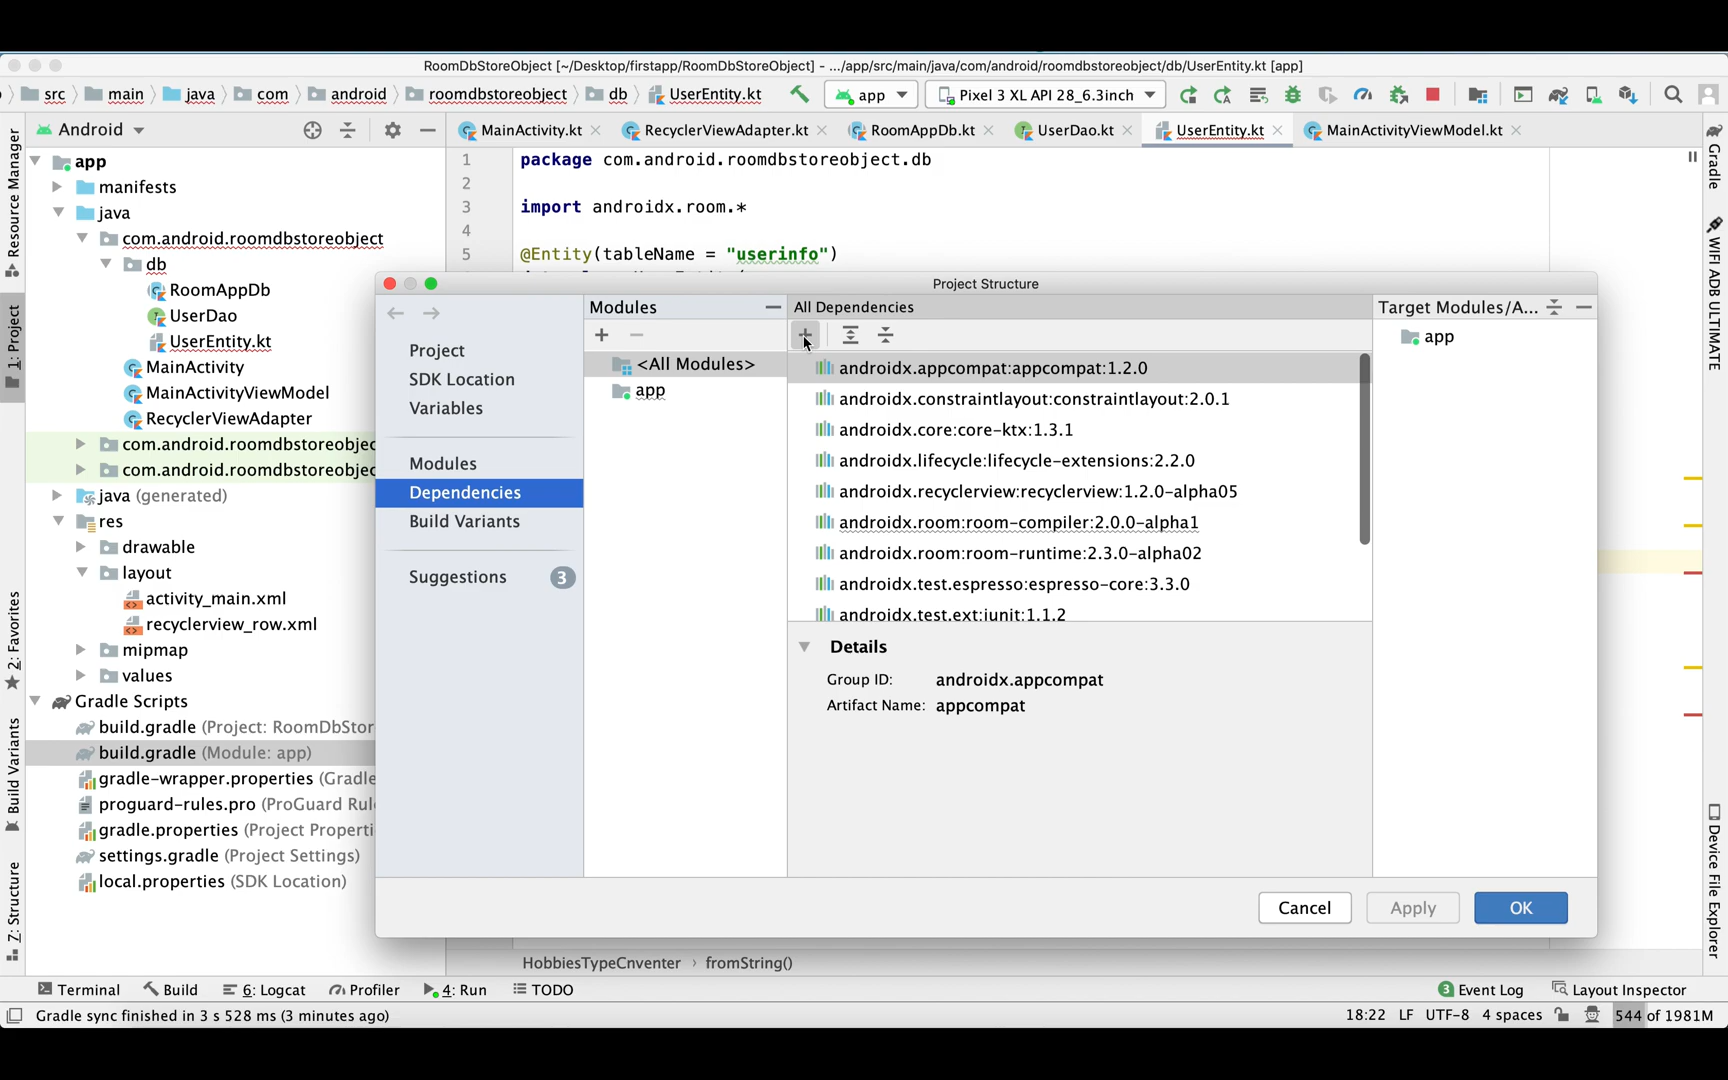 RoomDbStoreObject [~/Desktop/firstapp/RoomDbStoreObject] - .../app/src/main/java/com/android/roomdbstoreobject/db/UserEntity.kt [app]
src main java com android roomdbstoreobject db UserEntity.kt app Pixel 3 XL API 28_6.3inch
Android
MainActivity.kt RecyclerViewAdapter.kt RoomAppDb.kt UserDao.kt UserEntity.kt MainActivityViewModel.kt
Resource Manager
1: Project
2: Favorites
Build Variants
Z: Structure
app
manifests
java
com.android.roomdbstoreobject
db
RoomAppDb
UserDao
UserEntity.kt
MainActivity
MainActivityViewModel
RecyclerViewAdapter
com.android.roomdbstoreobjec
com.android.roomdbstoreobjec
java (generated)
res
drawable
layout
activity_main.xml
recyclerview_row.xml
mipmap
values
Gradle Scripts
build.gradle (Project: RoomDbStor
build.gradle (Module: app)
gradle-wrapper.properties (Gradle
proguard-rules.pro (ProGuard Rul
gradle.properties (Project Properti
settings.gradle (Project Settings)
local.properties (SDK Location)
1 package com.android.roomdbstoreobject.db
2
3 import androidx.room.*
4
5 @Entity(tableName = "userinfo")
Project Structure
Project
SDK Location
Variables
Modules
Dependencies
Build Variants
Suggestions 3
Modules
<All Modules>
app
All Dependencies
androidx.appcompat:appcompat:1.2.0
androidx.constraintlayout:constraintlayout:2.0.1
androidx.core:core-ktx:1.3.1
androidx.lifecycle:lifecycle-extensions:2.2.0
androidx.recyclerview:recyclerview:1.2.0-alpha05
androidx.room:room-compiler:2.0.0-alpha1
androidx.room:room-runtime:2.3.0-alpha02
androidx.test.espresso:espresso-core:3.3.0
androidx.test.ext:junit:1.1.2
Details
Group ID: androidx.appcompat
Artifact Name: appcompat
Target Modules/A...
app
Cancel Apply OK
Gradle
WIFI ADB ULTIMATE
Device File Explorer
HobbiesTypeCnventer › fromString()
Terminal Build 6: Logcat Profiler 4: Run TODO 3 Event Log Layout Inspector
Gradle sync finished in 3 s 528 ms (3 minutes ago) 18:22 LF UTF-8 4 spaces 544 of 1981M